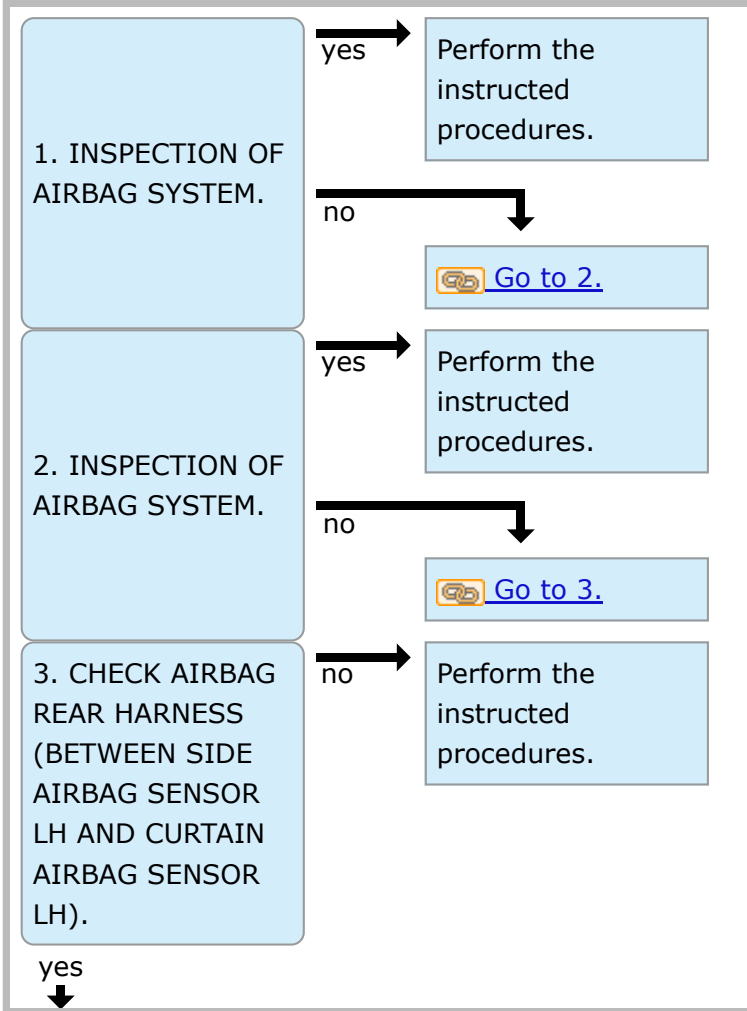 1. INSPECTION OF
AIRBAG SYSTEM.
yes
Perform the
instructed
procedures.
no
Go to 2.
2. INSPECTION OF
AIRBAG SYSTEM.
yes
Perform the
instructed
procedures.
no
Go to 3.
3. CHECK AIRBAG
REAR HARNESS
(BETWEEN SIDE
AIRBAG SENSOR
LH AND CURTAIN
AIRBAG SENSOR
LH).
no
Perform the
instructed
procedures.
yes